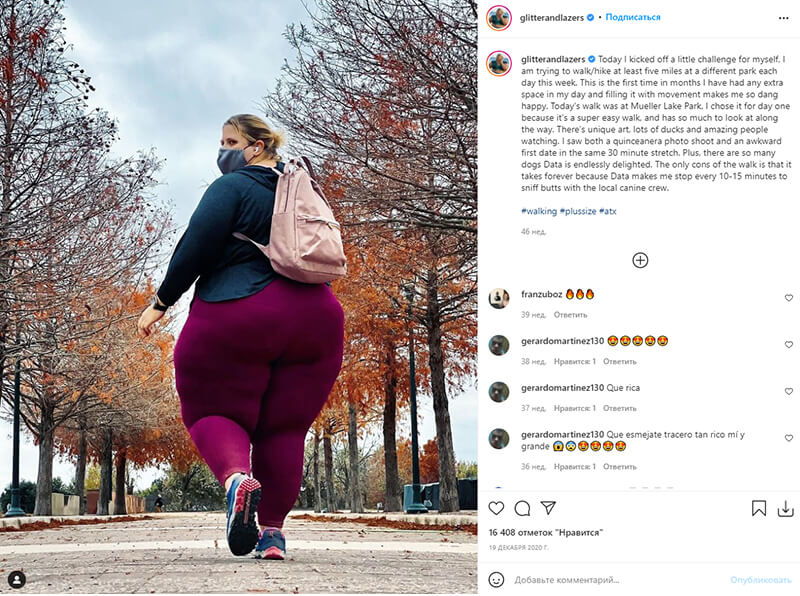 glitterandlazers • Подписаться
glitterandlazers Today I kicked off a little challenge for myself. I
am trying to walk/hike at least five miles at a different park each
day this week. This is the first time in months I have had any extra
space in my day and filling it with movement makes me so dang
happy. Today's walk was at Mueller Lake Park. I chose it for day one
because it's a super easy walk, and has so much to look at along
the way. There's unique art, lots of ducks and amazing people
watching. I saw both a quinceanera photo shoot and an awkward
first date in the same 30 minute stretch. Plus, there are so many
dogs Data is endlessly delighted. The only cons of the walk is that it
takes forever because Data makes me stop every 10-15 minutes to
sniff butts with the local canine crew.
#walking #plussize #atx
46 нед.
franzuboz 🔥🔥🔥
39 нед. Ответить
gerardomartinez130 🥰🥰🥰🥰🥰
38 нед. Нравится: 1 Ответить
gerardomartinez130 Que rica
37 нед. Нравится: 1 Ответить
gerardomartinez130 Que esmejate tracero tan rico mí y
grande 😱😨🥰🥰🥰🥰
36 нед. Нравится: 1 Ответить
16 408 отметок "Нравится"
19 ДЕКАБРЯ 2020 Г.
Добавьте комментарий...
Опубликовать